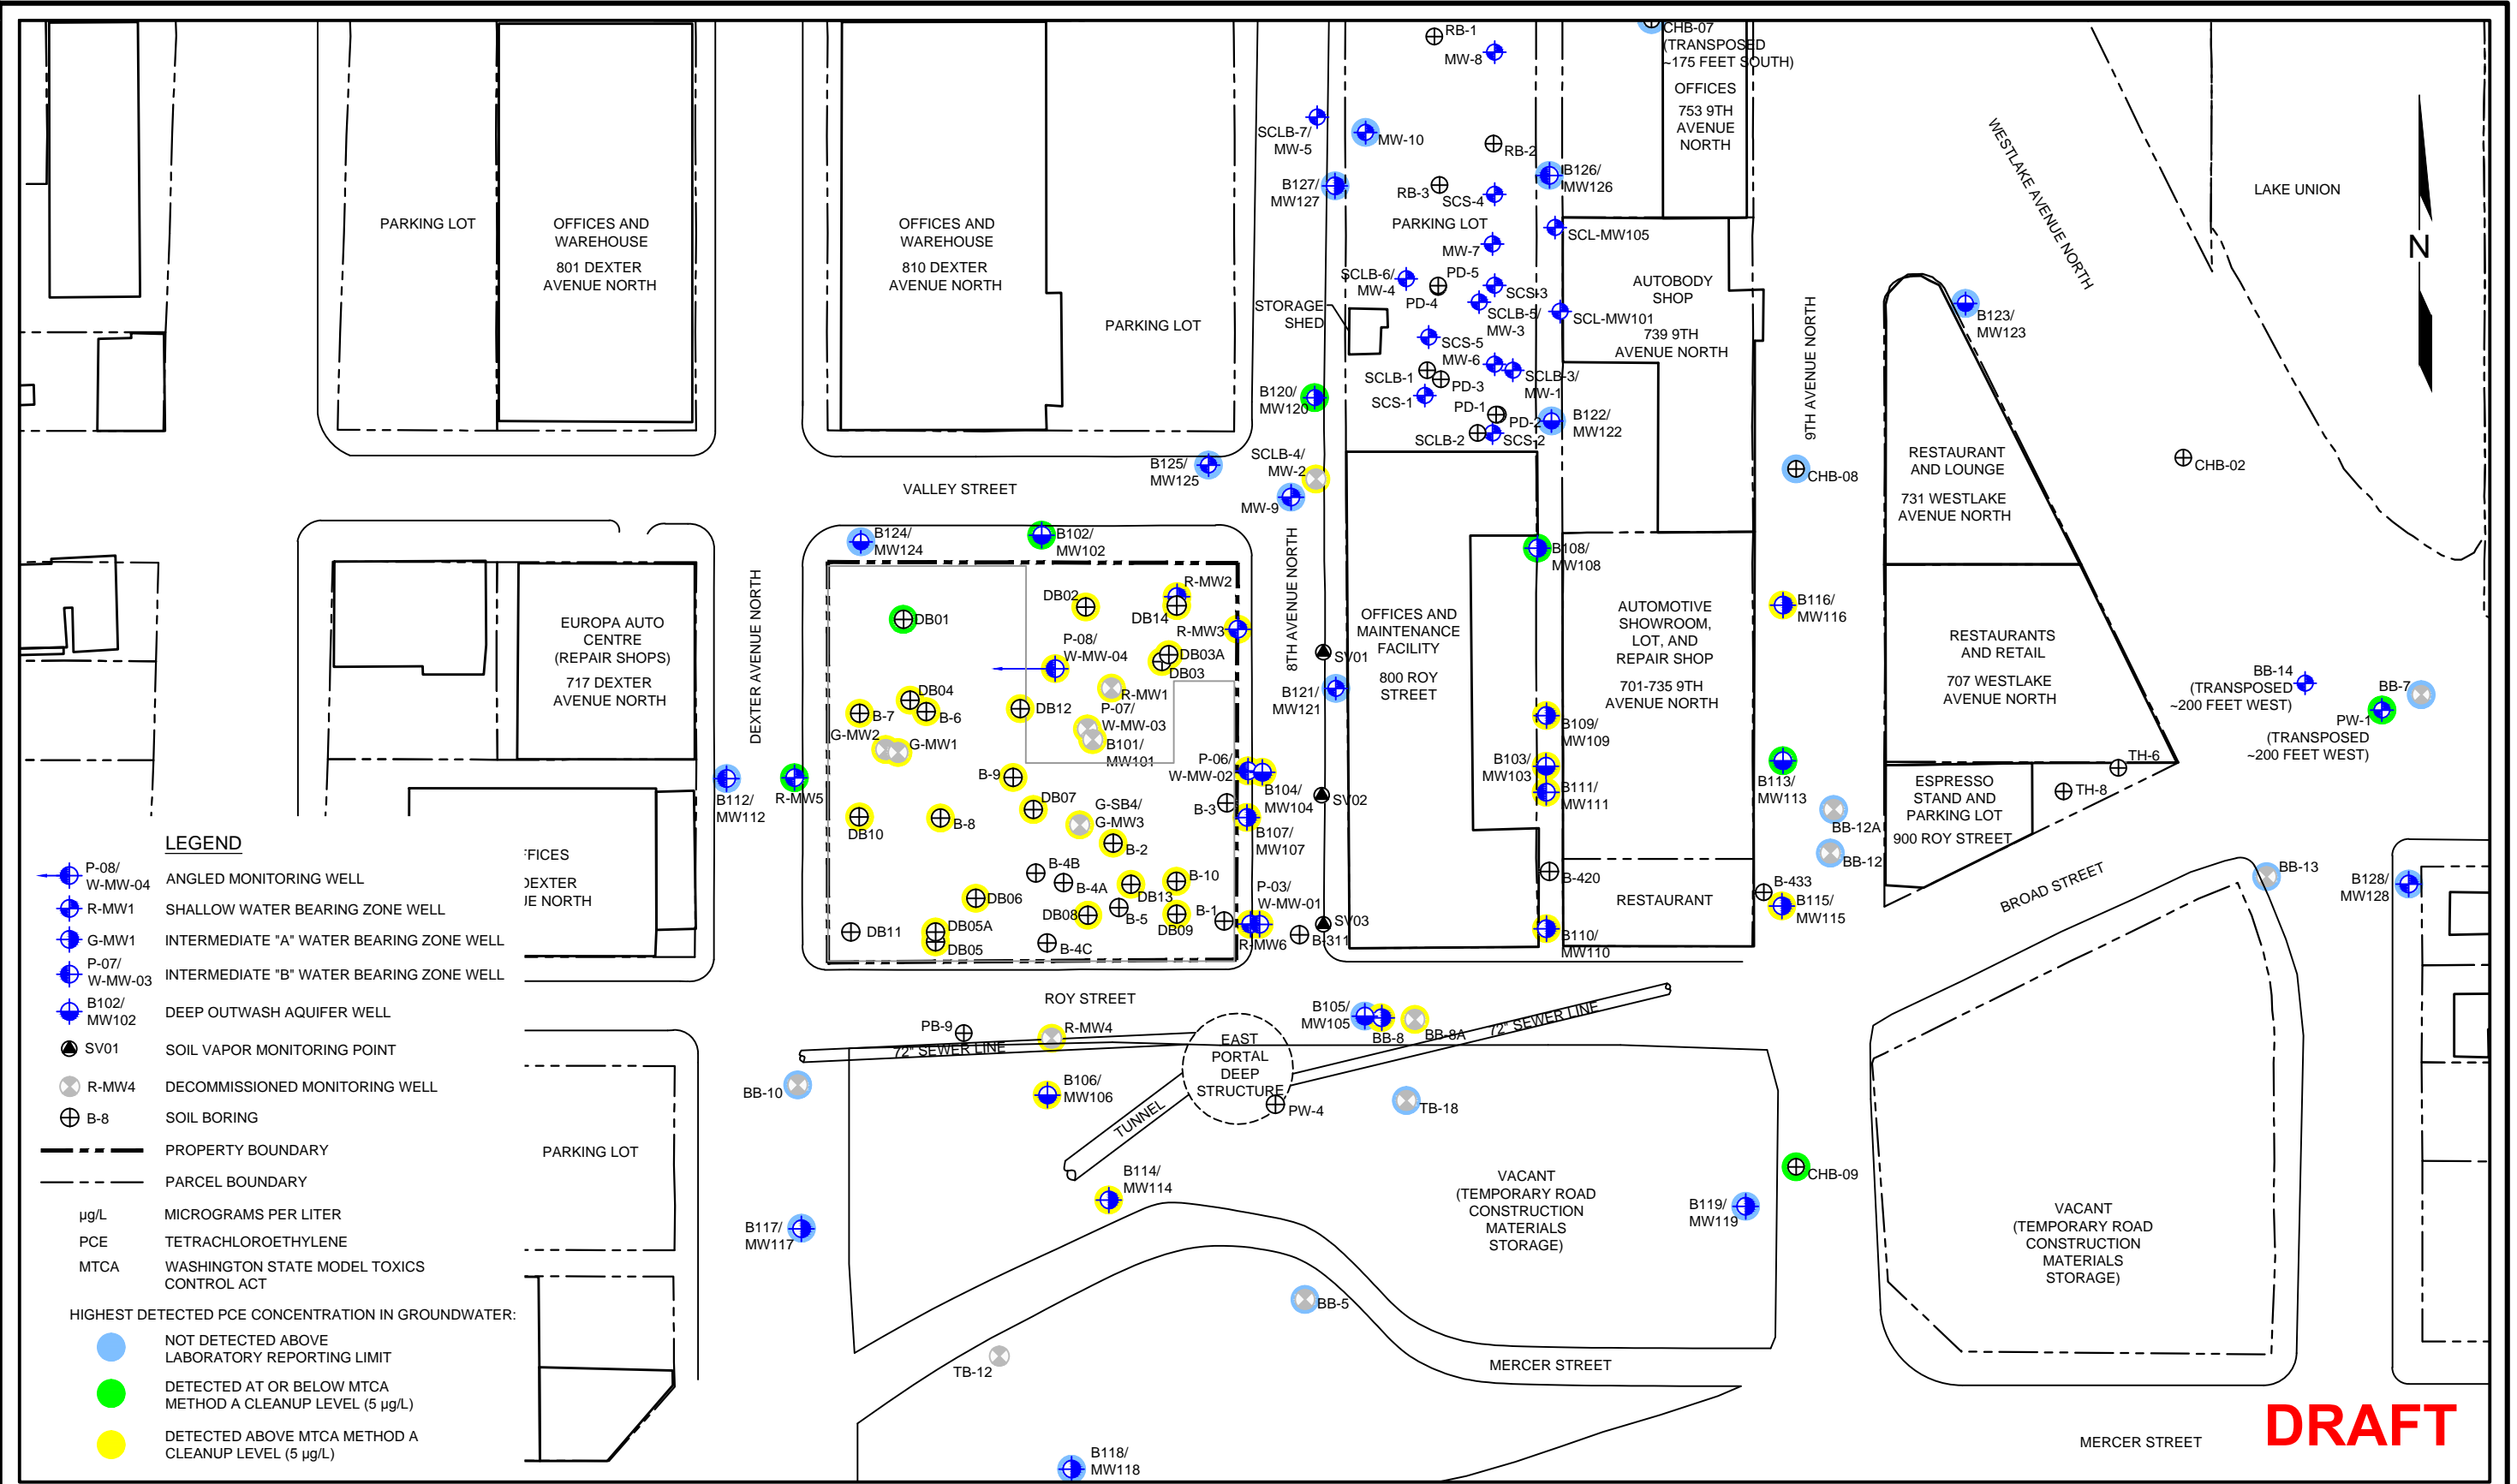 RB-1
MW-8
CHB-07
(TRANSPOSED
~175 FEET SOUTH)
OFFICES
753 9TH
AVENUE
NORTH
SCLB-7/
MW-5
MW-10
RB-2
B127/
MW127
RB-3
SCS-4
B126/
MW126
WESTLAKE AVENUE NORTH
LAKE UNION
N
PARKING LOT
OFFICES AND
WAREHOUSE
801 DEXTER
AVENUE NORTH
OFFICES AND
WAREHOUSE
810 DEXTER
AVENUE NORTH
PARKING LOT
PARKING LOT
MW-7
SCL-MW105
SCLB-6/
MW-4
PD-5
PD-4
SCS-3
SCLB-5/
MW-3
AUTOBODY
SHOP
739 9TH
AVENUE NORTH
SCL-MW101
STORAGE
SHED
SCS-5
MW-6
SCLB-1
PD-3
SCLB-3/
MW-1
SCS-1
PD-1
PD-2
SCLB-2
SCS-2
B120/
MW120
B122/
MW122
9TH AVENUE NORTH
B123/
MW123
RESTAURANT
AND LOUNGE
731 WESTLAKE
AVENUE NORTH
CHB-02
CHB-08
B125/
MW125
SCLB-4/
MW-2
MW-9
VALLEY STREET
B124/
MW124
B102/
MW102
B108/
MW108
DEXTER AVENUE NORTH
8TH AVENUE NORTH
EUROPA AUTO
CENTRE
(REPAIR SHOPS)
717 DEXTER
AVENUE NORTH
DB01
DB02
R-MW2
DB14
R-MW3
P-08/
W-MW-04
DB03A
DB03
R-MW1
DB04
B-7
B-6
DB12
P-07/
W-MW-03
G-MW2
G-MW1
B101/
MW101
SV01
B121/
MW121
OFFICES AND
MAINTENANCE
FACILITY
800 ROY
STREET
AUTOMOTIVE
SHOWROOM,
LOT, AND
REPAIR SHOP
701-735 9TH
AVENUE NORTH
B116/
MW116
RESTAURANTS
AND RETAIL
707 WESTLAKE
AVENUE NORTH
BB-14
(TRANSPOSED
~200 FEET WEST)
BB-7
PW-1
(TRANSPOSED
~200 FEET WEST)
B109/
MW109
B103/
MW103
B111/
MW111
B113/
MW113
TH-6
TH-8
BB-12A
BB-12
ESPRESSO
STAND AND
PARKING LOT
900 ROY STREET
B112/
MW112
R-MW5
B-9
P-06/
W-MW-02
B104/
MW104
B-3
SV02
B107/
MW107
DB10
B-8
DB07
G-SB4/
G-MW3
B-2
B-4B
B-4A
DB13
B-10
DB06
DB08
B-5
DB09
B-1
P-03/
W-MW-01
R-MW6
SV03
B-311
DB11
DB05A
DB05
B-4C
B-420
RESTAURANT
B-433
B115/
MW115
B110/
MW110
BROAD STREET
BB-13
B128/
MW128
FFICES
DEXTER
UE NORTH
ROY STREET
PB-9
72" SEWER LINE
R-MW4
B105/
MW105
BB-8
BB-8A
72" SEWER LINE
EAST
PORTAL
DEEP
STRUCTURE
PW-4
TUNNEL
BB-10
B106/
MW106
TB-18
PARKING LOT
B114/
MW114
B117/
MW117
VACANT
(TEMPORARY ROAD
CONSTRUCTION
MATERIALS
STORAGE)
CHB-09
B119/
MW119
VACANT
(TEMPORARY ROAD
CONSTRUCTION
MATERIALS
STORAGE)
BB-5
TB-12
MERCER STREET
MERCER STREET
B118/
MW118
DRAFT
LEGEND
P-08/
W-MW-04
ANGLED MONITORING WELL
R-MW1
SHALLOW WATER BEARING ZONE WELL
G-MW1
INTERMEDIATE "A" WATER BEARING ZONE WELL
P-07/
W-MW-03
INTERMEDIATE "B" WATER BEARING ZONE WELL
B102/
MW102
DEEP OUTWASH AQUIFER WELL
SV01
SOIL VAPOR MONITORING POINT
R-MW4
DECOMMISSIONED MONITORING WELL
B-8
SOIL BORING
PROPERTY BOUNDARY
PARCEL BOUNDARY
µg/L
MICROGRAMS PER LITER
PCE
TETRACHLOROETHYLENE
MTCA
WASHINGTON STATE MODEL TOXICS
CONTROL ACT
HIGHEST DETECTED PCE CONCENTRATION IN GROUNDWATER:
NOT DETECTED ABOVE
LABORATORY REPORTING LIMIT
DETECTED AT OR BELOW MTCA
METHOD A CLEANUP LEVEL (5 µg/L)
DETECTED ABOVE MTCA METHOD A
CLEANUP LEVEL (5 µg/L)